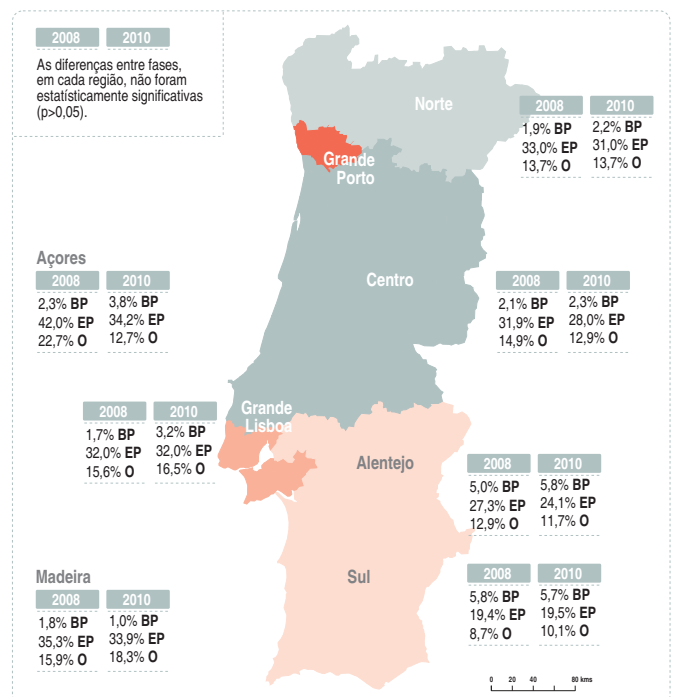 2008 2010
As diferenças entre fases,
em cada região, não foram
estatísticamente significativas
(p>0,05).
Norte
2008 2010
1,9% BP 2,2% BP
33,0% EP 31,0% EP
13,7% O 13,7% O
Grande
Porto
Açores
2008 2010
2,3% BP 3,8% BP
42,0% EP 34,2% EP
22,7% O 12,7% O
Centro
2008 2010
2,1% BP 2,3% BP
31,9% EP 28,0% EP
14,9% O 12,9% O
Grande
Lisboa
2008 2010
1,7% BP 3,2% BP
32,0% EP 32,0% EP
15,6% O 16,5% O
Alentejo
2008 2010
5,0% BP 5,8% BP
27,3% EP 24,1% EP
12,9% O 11,7% O
Sul
2008 2010
5,8% BP 5,7% BP
19,4% EP 19,5% EP
8,7% O 10,1% O
Madeira
2008 2010
1,8% BP 1,0% BP
35,3% EP 33,9% EP
15,9% O 18,3% O
0 20 40 80 kms